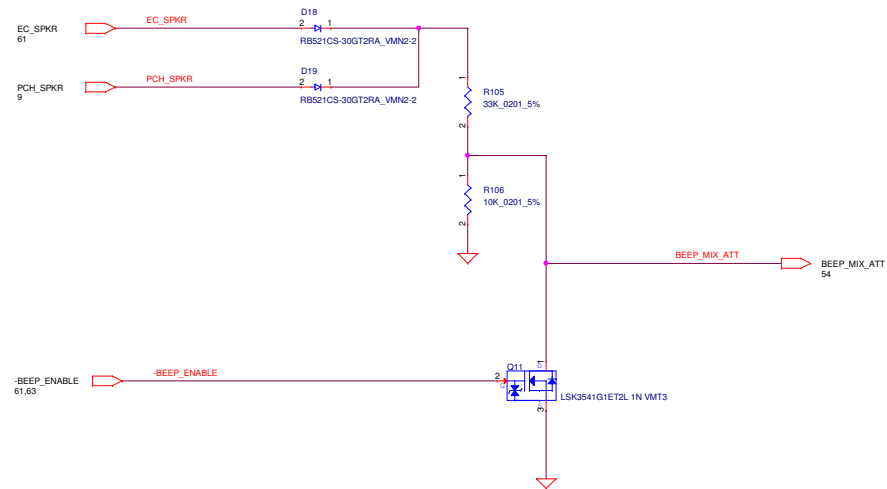 D18
EC_SPKR
EC_SPKR
61
2
1
RB521CS-30GT2RA_VMN2-2
D19
PCH_SPKR
PCH_SPKR
9
2
1
RB521CS-30GT2RA_VMN2-2
1
R105
33K_0201_5%
2
1
R106
10K_0201_5%
2
BEEP_MIX_ATT
BEEP_MIX_ATT
54
-BEEP_ENABLE
-BEEP_ENABLE
61,63
Q11
1
D
2
G
S
3
LSK3541G1ET2L 1N VMT3